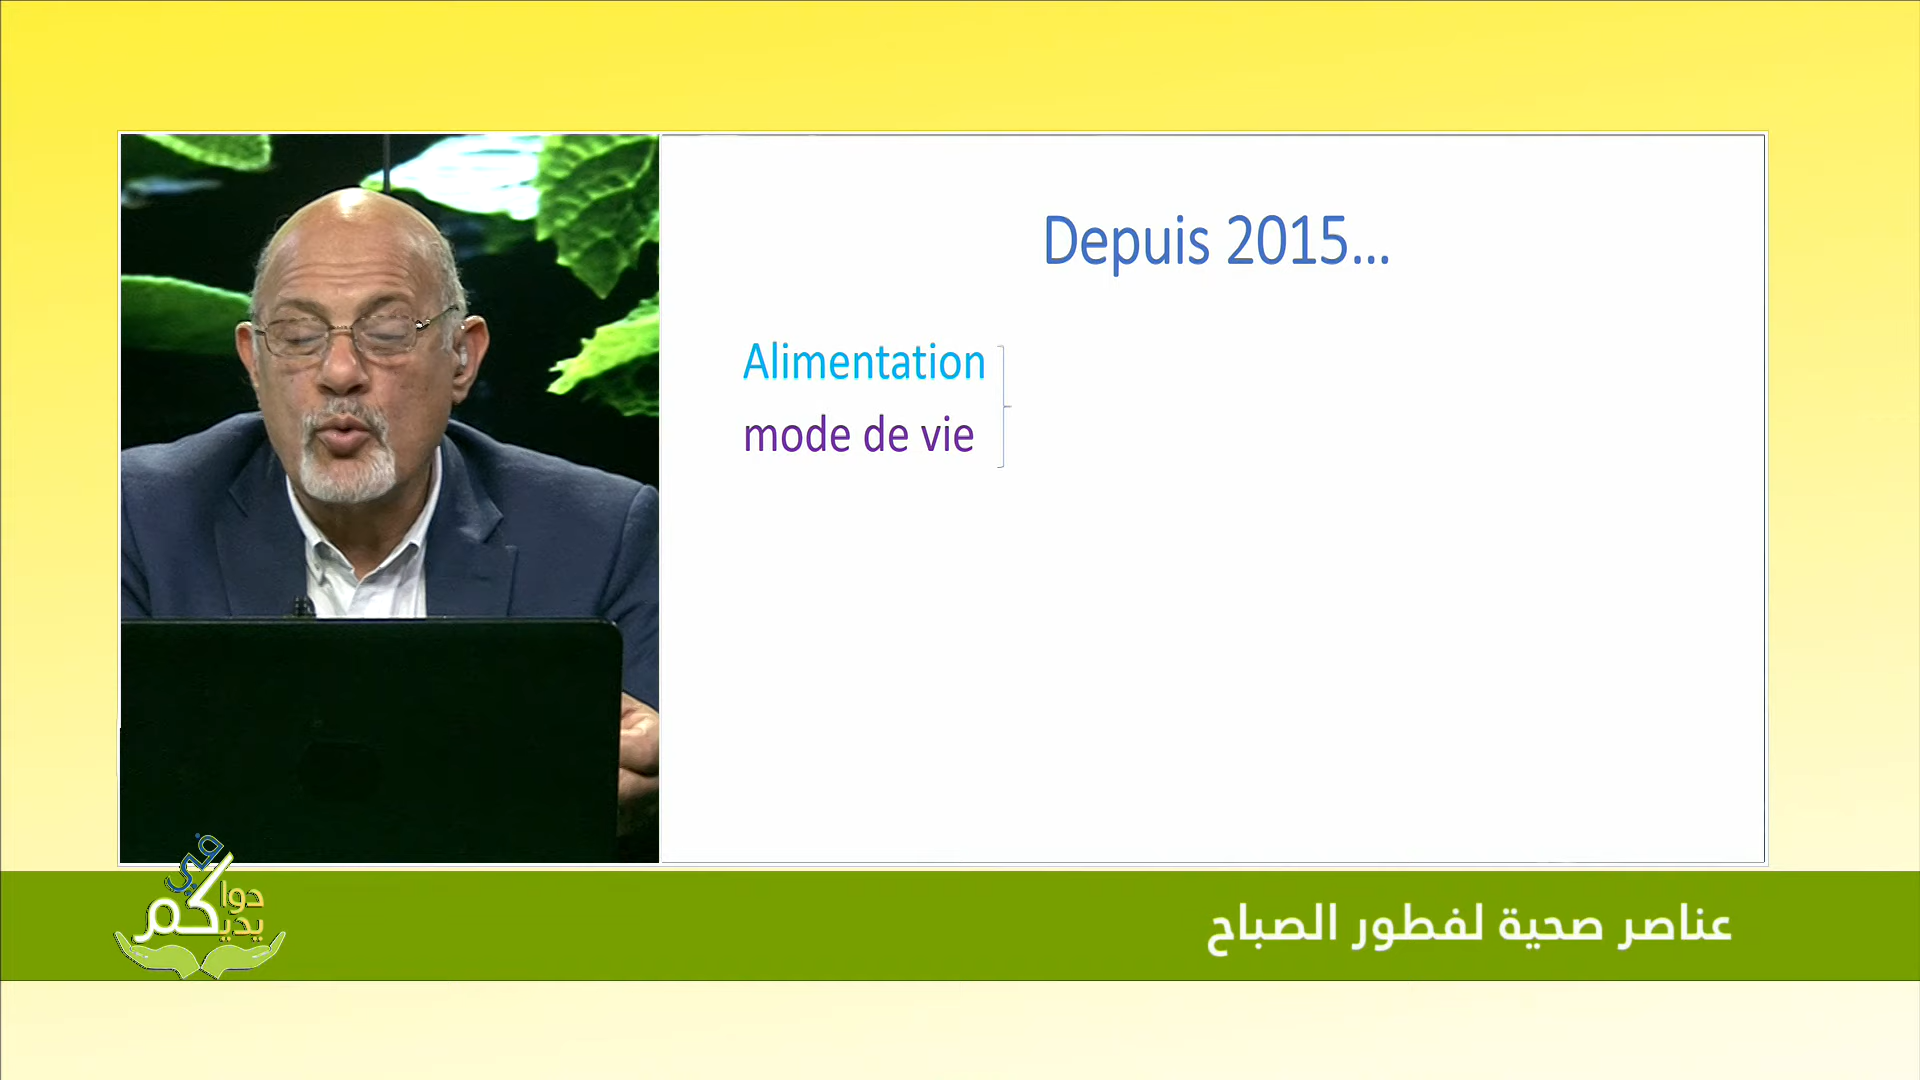 Depuis 2015...
Alimentation
mode de vie
دوا في
يديكم
عناصر صحية لفطور الصباح